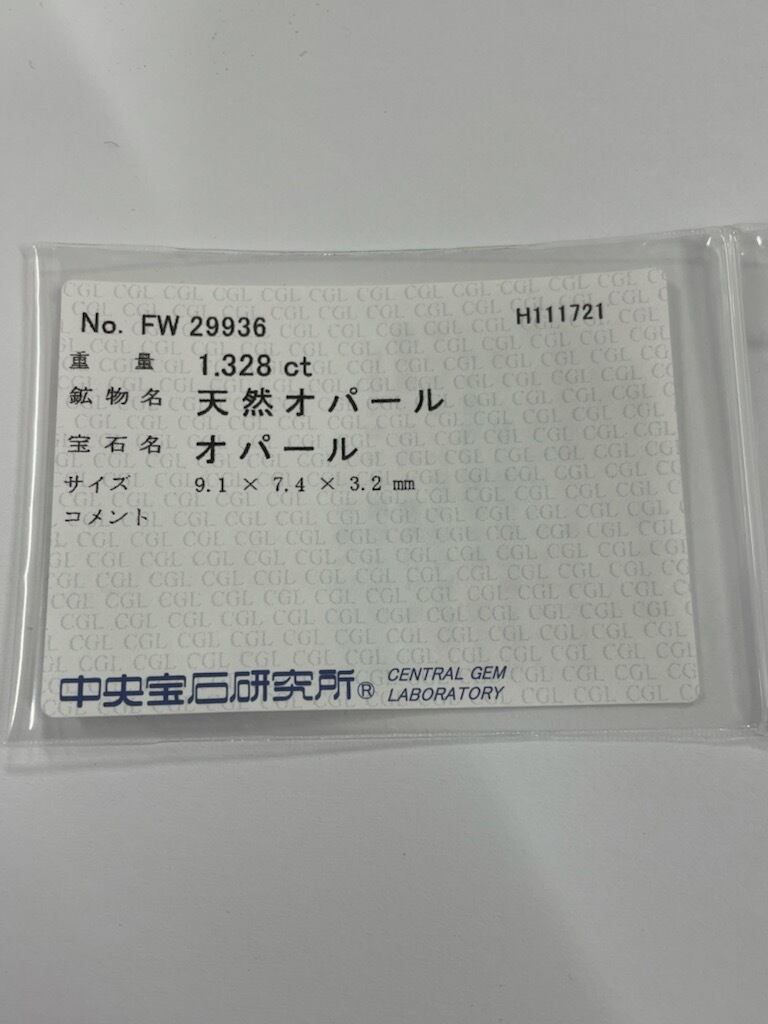 No. FW 29936 H111721
重量 1.328 ct
鉱物名 天然オパール
宝石名 オパール
サイズ 9.1 × 7.4 × 3.2 mm
コメント
中央宝石研究所® CENTRAL GEM LABORATORY